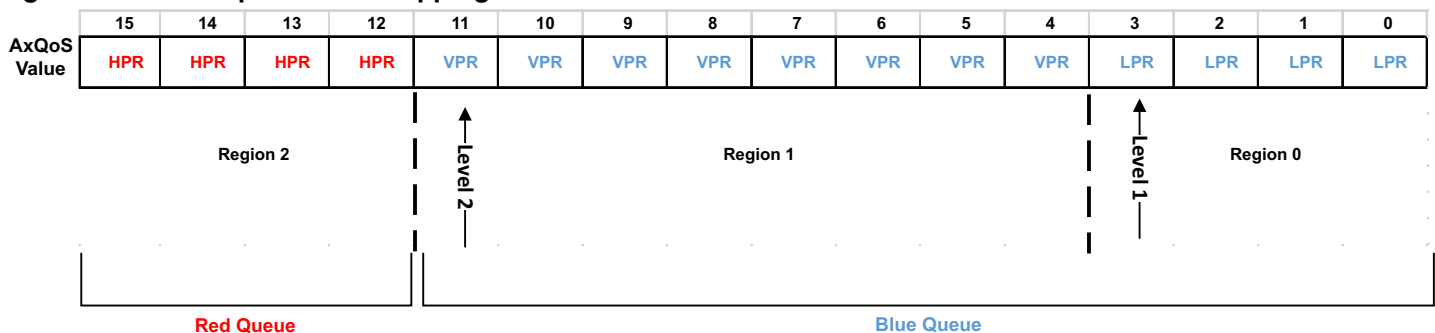 15 14 13 12 11 10 9 8 7 6 5 4 3 2 1 0
AxQoS
Value
HPR HPR HPR HPR VPR VPR VPR VPR VPR VPR VPR VPR LPR LPR LPR LPR
Region 2
Level 2
Region 1
Level 1
Region 0
Red Queue
Blue Queue